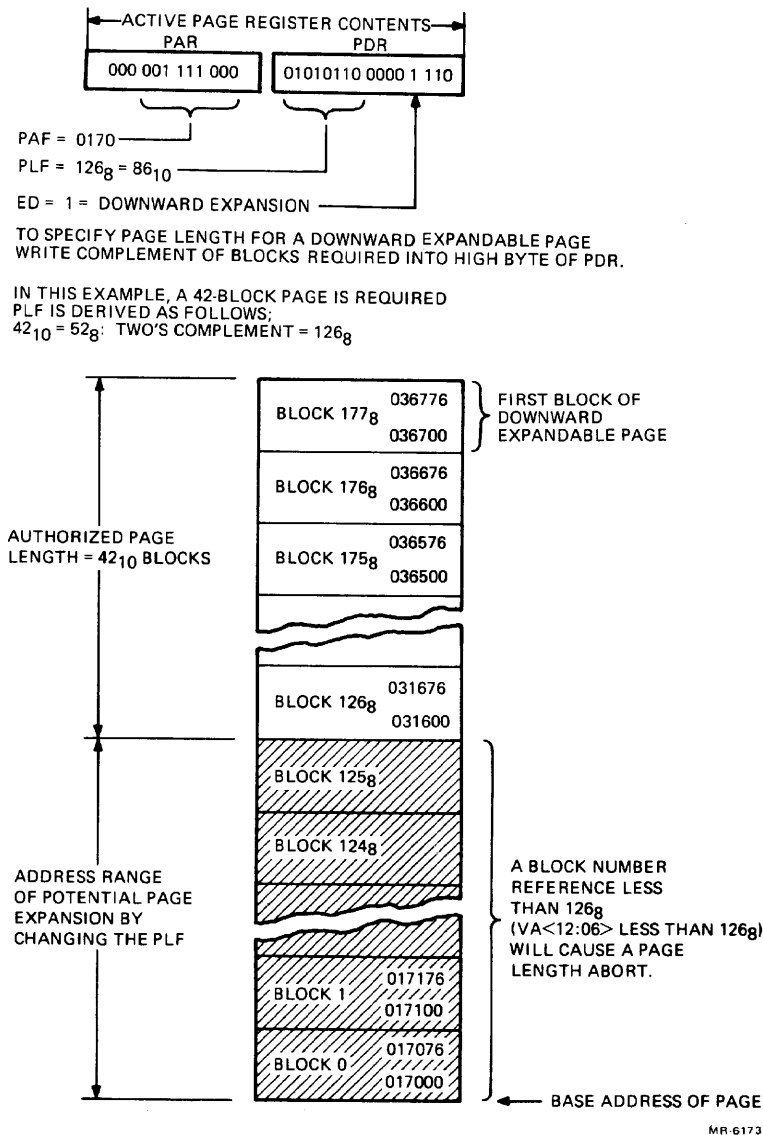 ACTIVE PAGE REGISTER CONTENTS
PAR PDR
000 001 111 000 01010110 0000 1 110
PAF = 0170
PLF = 126₈ = 86₁₀
ED = 1 = DOWNWARD EXPANSION
TO SPECIFY PAGE LENGTH FOR A DOWNWARD EXPANDABLE PAGE
WRITE COMPLEMENT OF BLOCKS REQUIRED INTO HIGH BYTE OF PDR.
IN THIS EXAMPLE, A 42-BLOCK PAGE IS REQUIRED
PLF IS DERIVED AS FOLLOWS;
42₁₀ = 52₈: TWO'S COMPLEMENT = 126₈
BLOCK 177₈
036776
036700
FIRST BLOCK OF
DOWNWARD
EXPANDABLE PAGE
BLOCK 176₈
036676
036600
AUTHORIZED PAGE
LENGTH = 42₁₀ BLOCKS
BLOCK 175₈
036576
036500
BLOCK 126₈
031676
031600
BLOCK 125₈
BLOCK 124₈
ADDRESS RANGE
OF POTENTIAL PAGE
EXPANSION BY
CHANGING THE PLF
A BLOCK NUMBER
REFERENCE LESS
THAN 126₈
(VA<12:06> LESS THAN 126₈)
WILL CAUSE A PAGE
LENGTH ABORT.
BLOCK 1
017176
017100
BLOCK 0
017076
017000
BASE ADDRESS OF PAGE
MR-6173